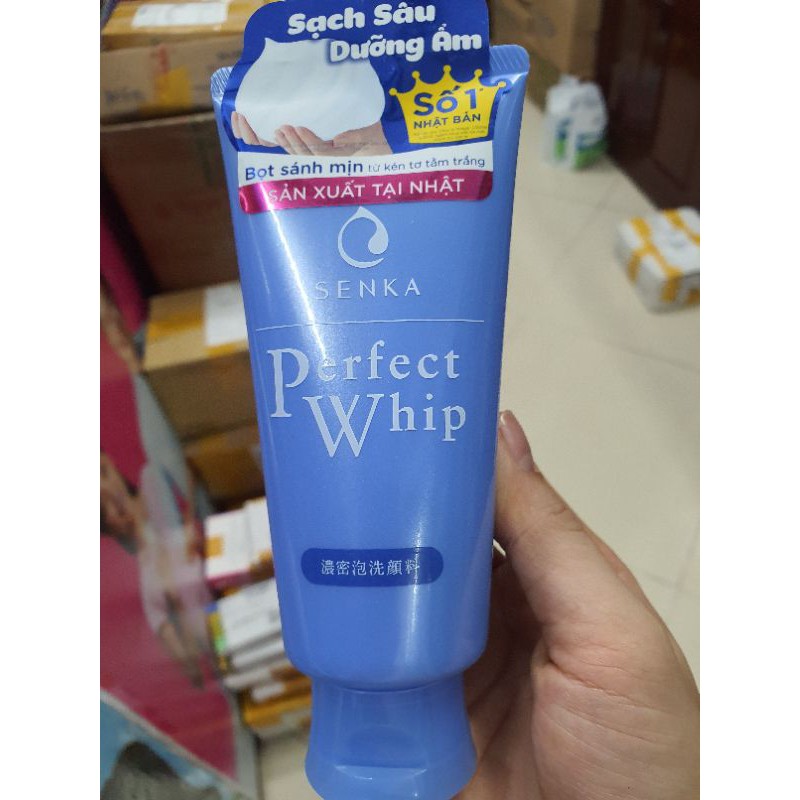 Sạch Sâu
Dưỡng Ẩm
Số 1
NHẬT BẢN
Bọt sánh mịn từ kén tơ tằm trắng
SẢN XUẤT TẠI NHẬT
SENKA
Perfect
Whip
濃密泡洗顔料